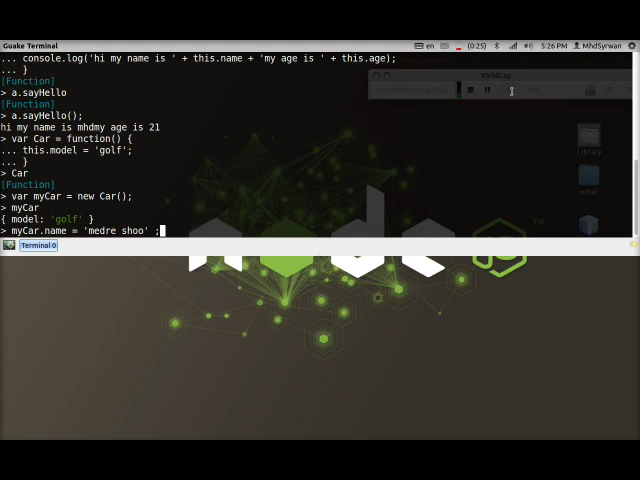 Guake Terminal
en
(0:25)
5:26 PM
MhdSyrwan
... console.log('hi my name is ' + this.name + 'my age is ' + this.age);
... }
[Function]
> a.sayHello
[Function]
> a.sayHello();
hi my name is mhdmy age is 21
> var Car = function() {
... this.model = 'golf';
... }
> Car
[Function]
> var myCar = new Car();
> myCar
{ model: 'golf' }
> myCar.name = 'medre shoo' ;
XVidCap
Library
other
Terminal 0
node
TM
JS